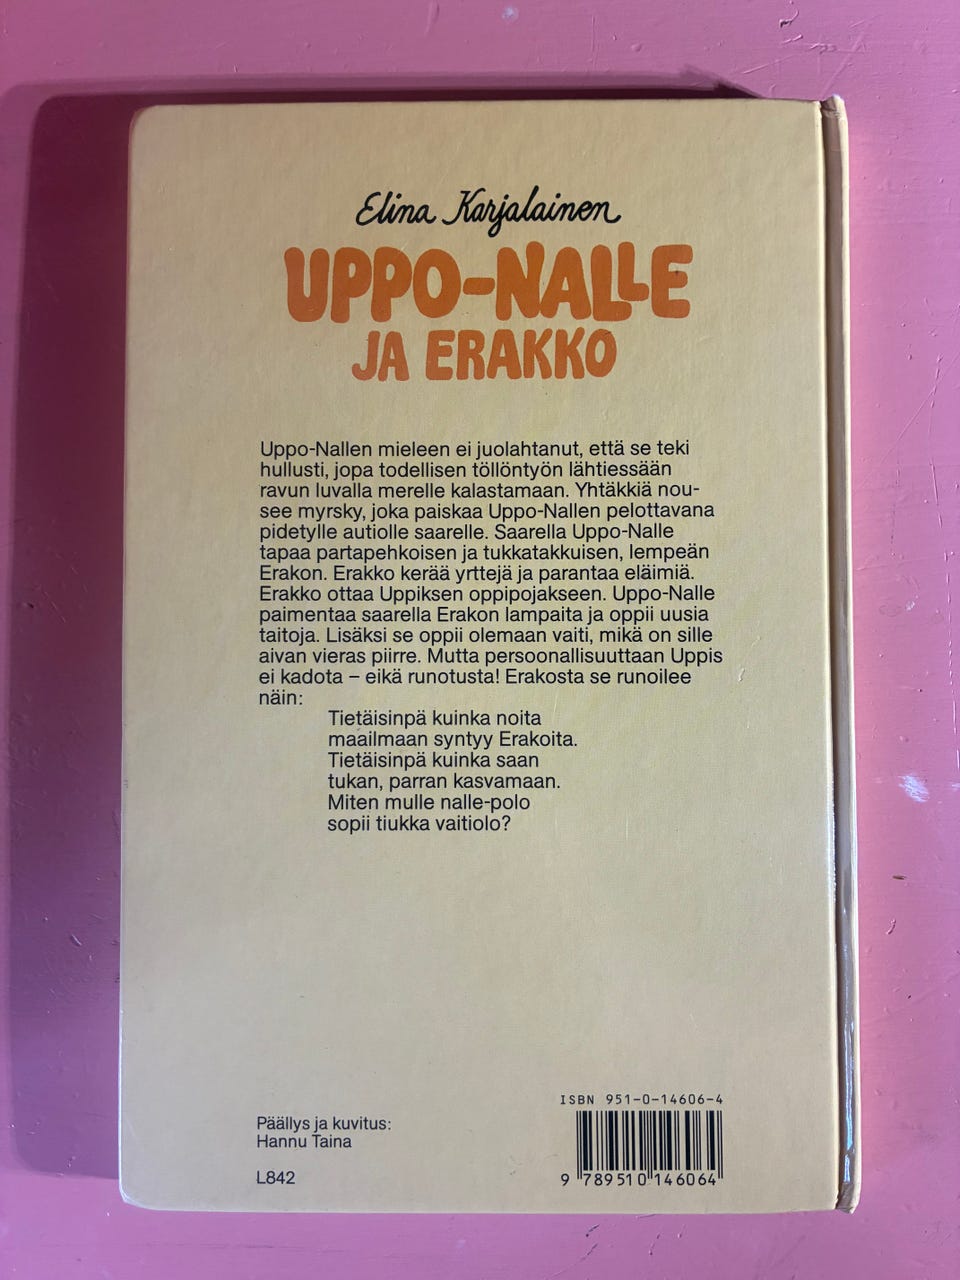 Elina Karjalainen
UPPO-NALLE
JA ERAKKO
Uppo-Nallen mieleen ei juolahtanut, että se teki
hullusti, jopa todellisen töllöntyön lähtiessään
ravun luvalla merelle kalastamaan. Yhtäkkiä nou-
see myrsky, joka paiskaa Uppo-Nallen pelottavana
pidetylle autiolle saarelle. Saarella Uppo-Nalle
tapaa partapehkoisen ja tukkatakkuisen, lempeän
Erakon. Erakko kerää yrttejä ja parantaa eläimiä.
Erakko ottaa Uppiksen oppipojakseen. Uppo-Nalle
paimentaa saarella Erakon lampaita ja oppii uusia
taitoja. Lisäksi se oppii olemaan vaiti, mikä on sille
aivan vieras piirre. Mutta persoonallisuuttaan Uppis
ei kadota – eikä runotusta! Erakosta se runoilee
näin:
Tietäisinpä kuinka noita
maailmaan syntyy Erakoita.
Tietäisinpä kuinka saan
tukan, parran kasvamaan.
Miten mulle nalle-polo
sopii tiukka vaitiolo?
ISBN 951-0-14606-4
Päällys ja kuvitus:
Hannu Taina
L842
9 789510 146064